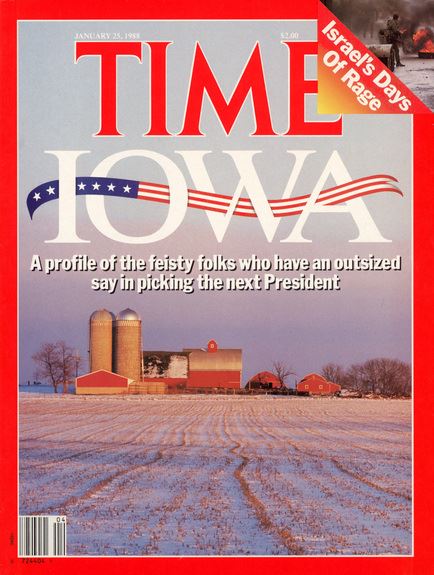 JANUARY 25, 1988
$2.00
Israel's Days
Of Rage
TIME
IOWA
A profile of the feisty folks who have an outsized
say in picking the next President
04